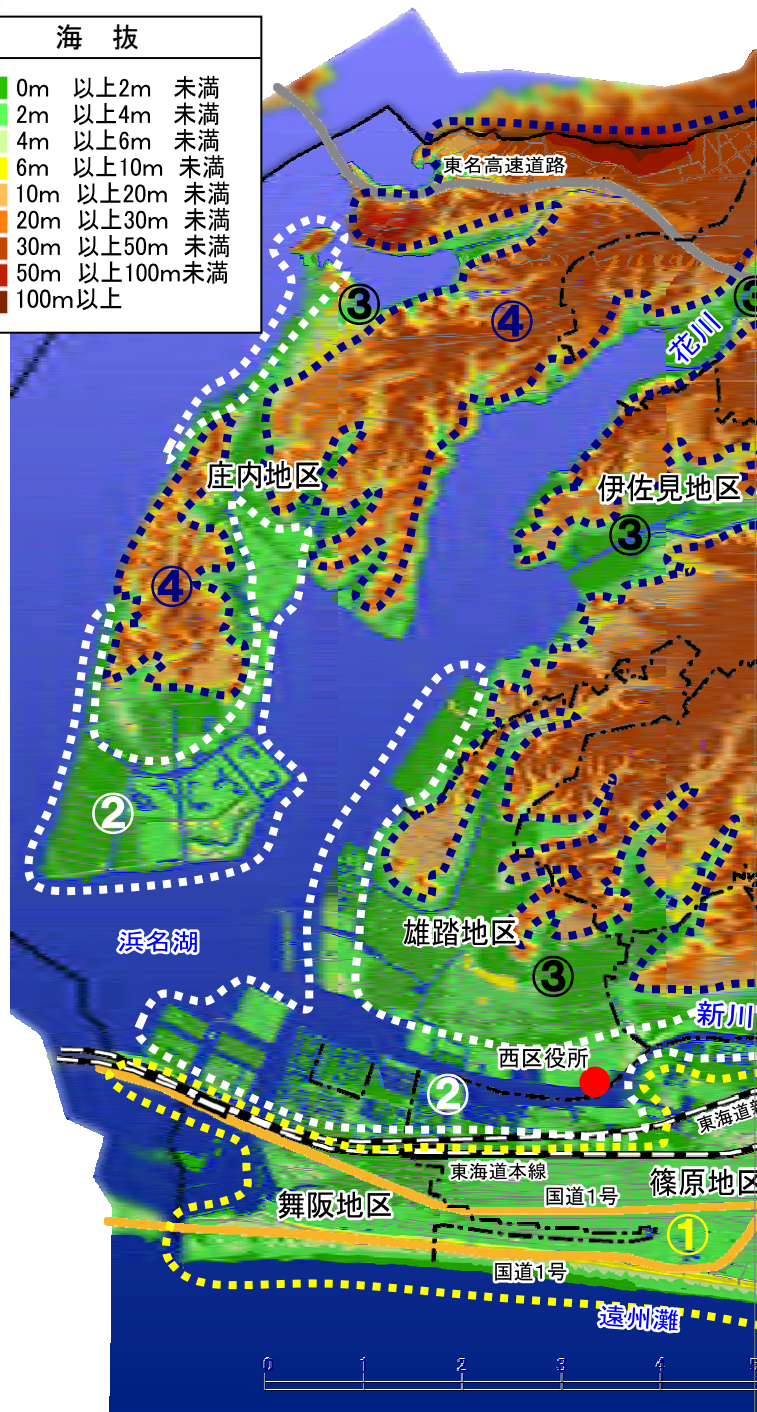 海 抜
0m 以上2m 未満
2m 以上4m 未満
4m 以上6m 未満
6m 以上10m 未満
10m 以上20m 未満
20m 以上30m 未満
30m 以上50m 未満
50m 以上100m未満
100m以上
東名高速道路
③
③
④
花川
庄内地区
伊佐見地区
③
④
②
浜名湖
雄踏地区
③
新川
西区役所
②
東海道新
東海道本線
篠原地区
国道1号
舞阪地区
①
国道1号
遠州灘
0 1 2 3 4 5